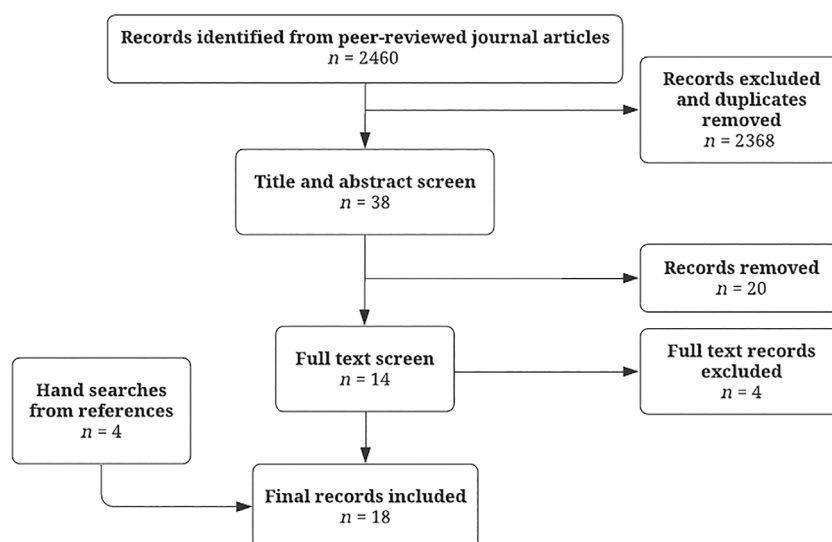 Records identified from peer-reviewed journal articles
n = 2460
Records excluded
and duplicates
removed
n = 2368
Title and abstract screen
n = 38
Records removed
n = 20
Full text screen
n = 14
Full text records
excluded
n = 4
Hand searches
from references
n = 4
Final records included
n = 18